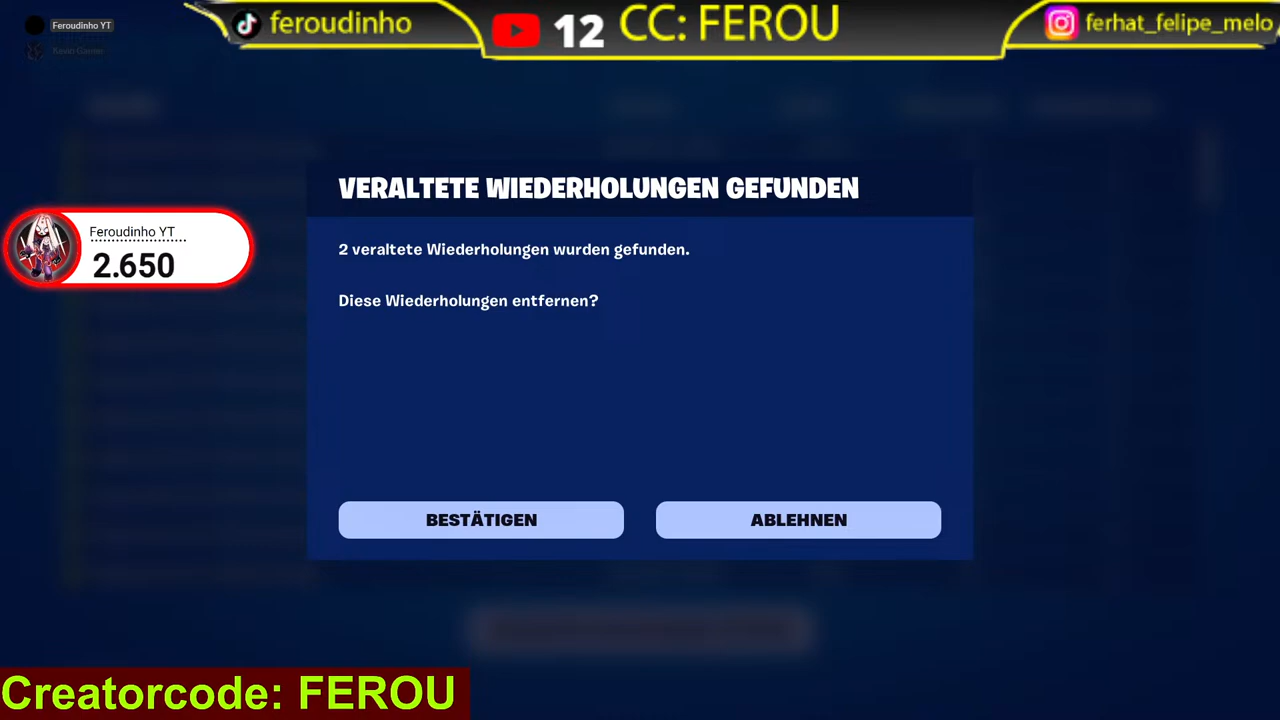 Feroudinho YT
feroudinho
12
CC: FEROU
ferhat_felipe_melo
VERALTETE WIEDERHOLUNGEN GEFUNDEN
2 veraltete Wiederholungen wurden gefunden.
Diese Wiederholungen entfernen?
Feroudinho YT
2.650
BESTÄTIGEN
ABLEHNEN
Creatorcode: FEROU